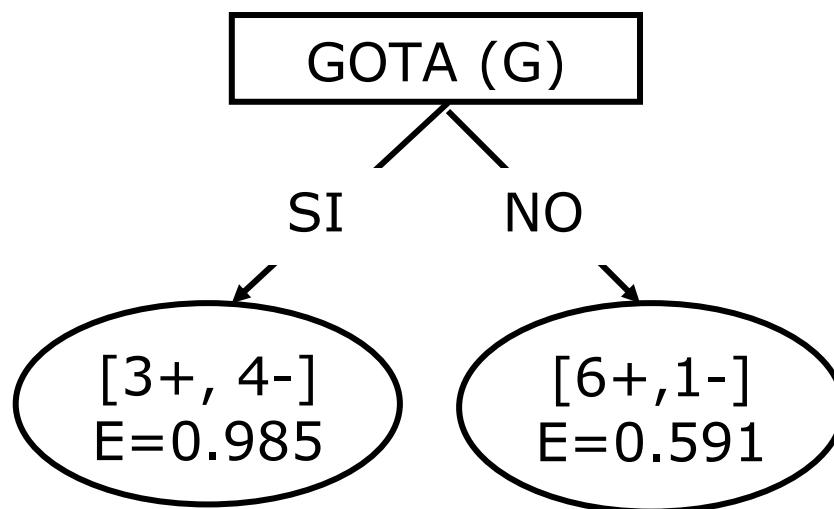 GOTA (G)
SI
NO
[3+, 4-]
E=0.985
[6+,1-]
E=0.591